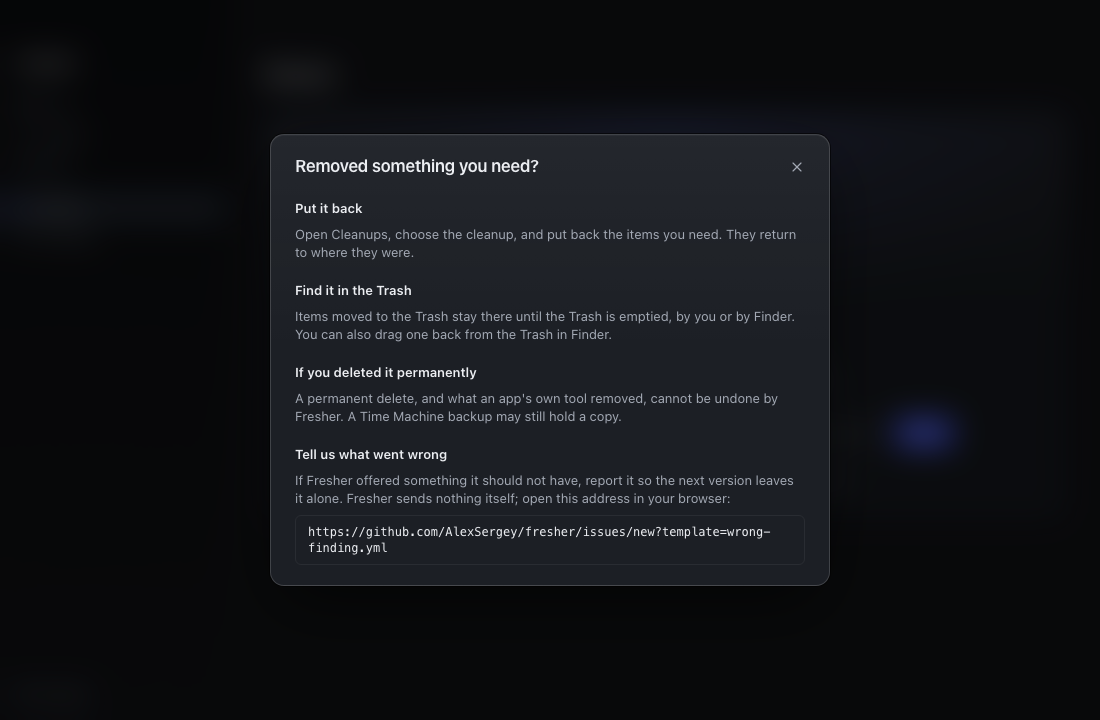 Removed something you need?
Put it back
Open Cleanups, choose the cleanup, and put back the items you need. They return
to where they were.
Find it in the Trash
Items moved to the Trash stay there until the Trash is emptied, by you or by Finder.
You can also drag one back from the Trash in Finder.
If you deleted it permanently
A permanent delete, and what an app's own tool removed, cannot be undone by
Fresher. A Time Machine backup may still hold a copy.
Tell us what went wrong
If Fresher offered something it should not have, report it so the next version leaves
it alone. Fresher sends nothing itself; open this address in your browser:
https://github.com/AlexSergey/fresher/issues/new?template=wrong-
finding.yml